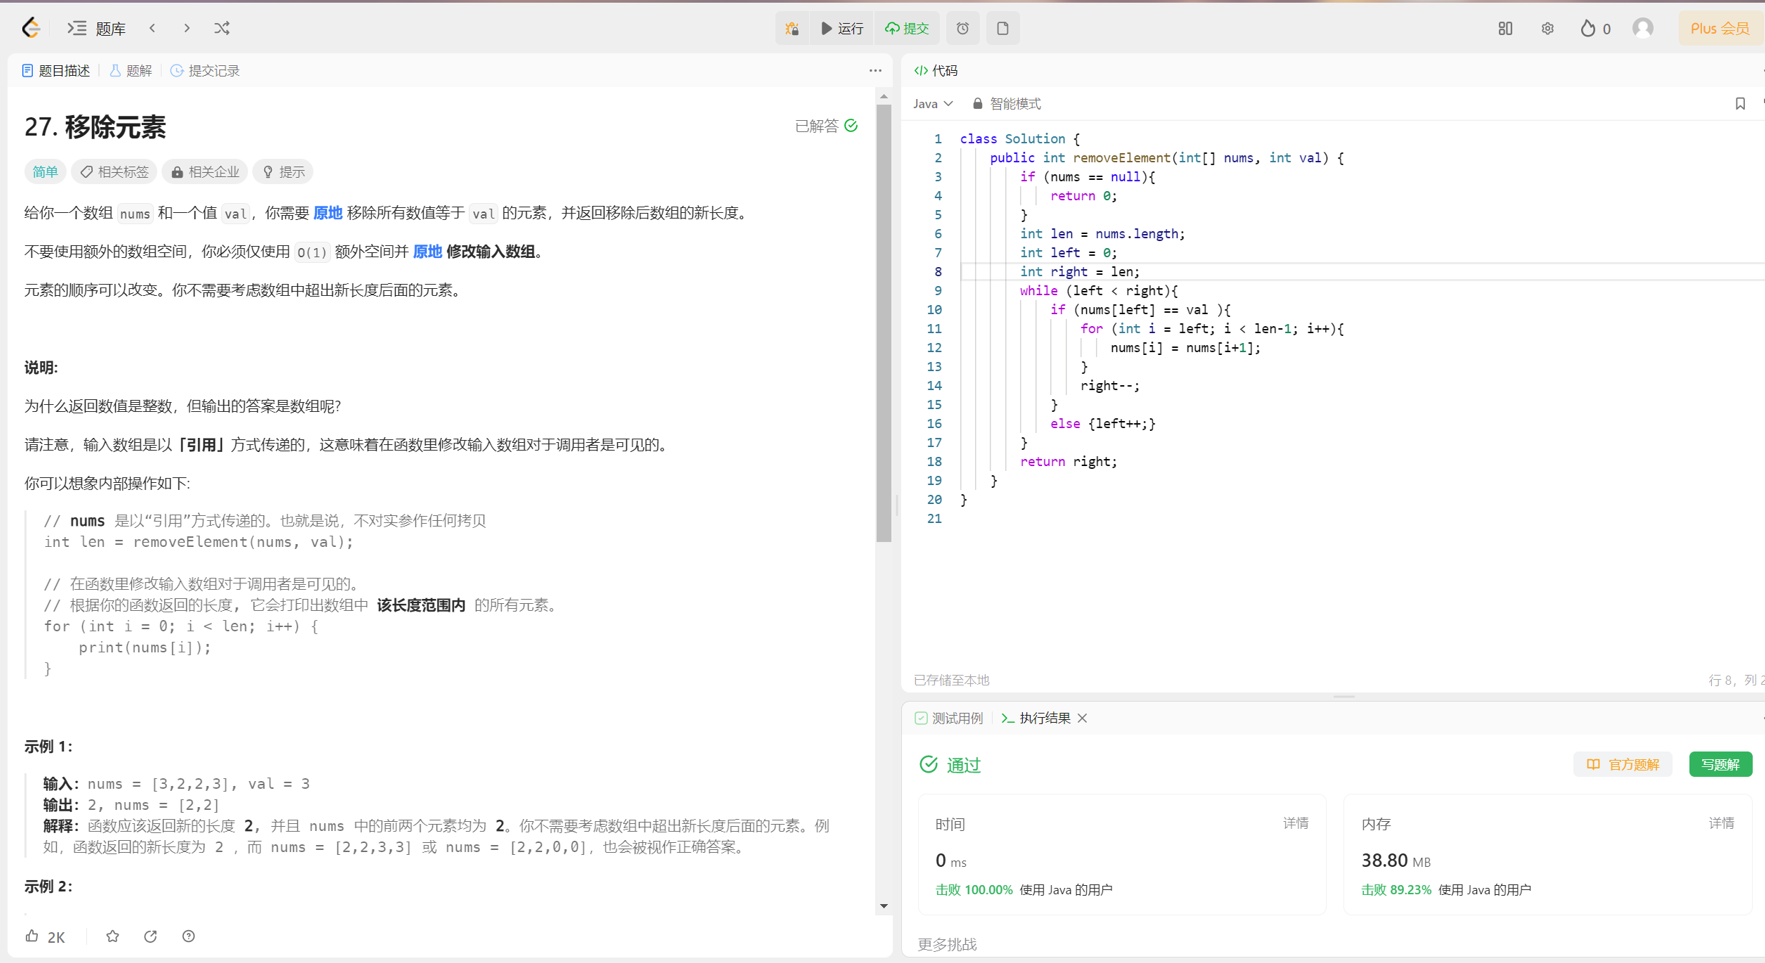 题库
运行
提交
0
Plus 会员
题目描述
题解
提交记录
27. 移除元素
已解答
简单
相关标签
相关企业
提示
给你一个数组 nums 和一个值 val，你需要 原地 移除所有数值等于 val 的元素，并返回移除后数组的新长度。
不要使用额外的数组空间，你必须仅使用 O(1) 额外空间并 原地 修改输入数组。
元素的顺序可以改变。你不需要考虑数组中超出新长度后面的元素。
说明:
为什么返回数值是整数，但输出的答案是数组呢?
请注意，输入数组是以「引用」方式传递的，这意味着在函数里修改输入数组对于调用者是可见的。
你可以想象内部操作如下:
// nums 是以“引用”方式传递的。也就是说，不对实参作任何拷贝
int len = removeElement(nums, val);
// 在函数里修改输入数组对于调用者是可见的。
// 根据你的函数返回的长度, 它会打印出数组中 该长度范围内 的所有元素。
for (int i = 0; i < len; i++) {
    print(nums[i]);
}
示例 1：
输入：nums = [3,2,2,3], val = 3
输出：2, nums = [2,2]
解释：函数应该返回新的长度 2, 并且 nums 中的前两个元素均为 2。你不需要考虑数组中超出新长度后面的元素。例
如，函数返回的新长度为 2 ，而 nums = [2,2,3,3] 或 nums = [2,2,0,0]，也会被视作正确答案。
示例 2：
2K
代码
Java
智能模式
1 class Solution {
2     public int removeElement(int[] nums, int val) {
3         if (nums == null){
4             return 0;
5         }
6         int len = nums.length;
7         int left = 0;
8         int right = len;
9         while (left < right){
10             if (nums[left] == val ){
11                 for (int i = left; i < len-1; i++){
12                     nums[i] = nums[i+1];
13                 }
14                 right--;
15             }
16             else {left++;}
17         }
18         return right;
19     }
20 }
21
已存储至本地
行 8，列 2
测试用例
执行结果
通过
官方题解
写题解
时间
详情
0 ms
击败 100.00% 使用 Java 的用户
内存
详情
38.80 MB
击败 89.23% 使用 Java 的用户
更多挑战